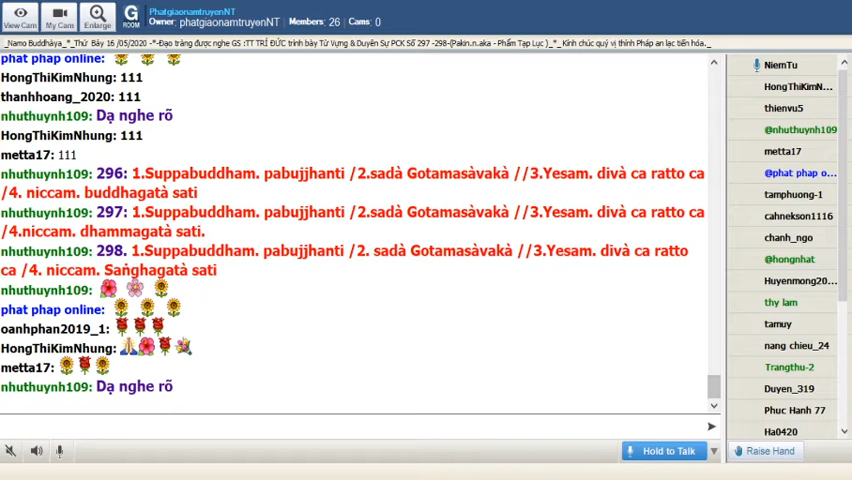 PhatgiaonamtruyenNT
Owner: phatgiaonamtruyenNT Members: 26 Cams: 0
View Cam My Cam Enlarge G ROOM
_Namo Buddhàya_*_Thứ Bảy 16 /05/2020 -*-Đạo tràng được nghe GS :TT TRÍ ĐỨC trình bày Từ Vựng & Duyên Sự PCK Số 297 -298-(Pakin.n.aka - Phẩm Tạp Lục )_*_ Kính chúc quý vị thính Pháp an lạc tiến hóa._
phat phap online:
HongThiKimNhung: 111
thanhhoang_2020: 111
nhuthuynh109: Dạ nghe rõ
HongThiKimNhung: 111
metta17: 111
nhuthuynh109: 296: 1.Suppabuddham. pabujjhanti /2.sadà Gotamasàvakà //3.Yesam. divà ca ratto ca
/4. niccam. buddhagatà sati
nhuthuynh109: 297: 1.Suppabuddham. pabujjhanti /2.sadà Gotamasàvakà //3.Yesam. divà ca ratto ca
/4.niccam. dhammagatà sati.
nhuthuynh109: 298. 1.Suppabuddham. pabujjhanti /2. sadà Gotamasàvakà //3.Yesam. divà ca ratto
ca /4. niccam. Saṅghagatà sati
nhuthuynh109:
phat phap online:
oanhphan2019_1:
HongThiKimNhung:
metta17:
nhuthuynh109: Dạ nghe rõ
NiemTu
HongThiKimN...
thienvu5
@nhuthuynh109
metta17
@phat phap o...
tamphuong-1
cahnekson1116
chanh_ngo
@hongnhat
Huyenmong20...
thy lam
tamuy
nang chieu_24
Trangthu-2
Duyen_319
Phuc Hanh 77
Ha0420
Hold to Talk
Raise Hand